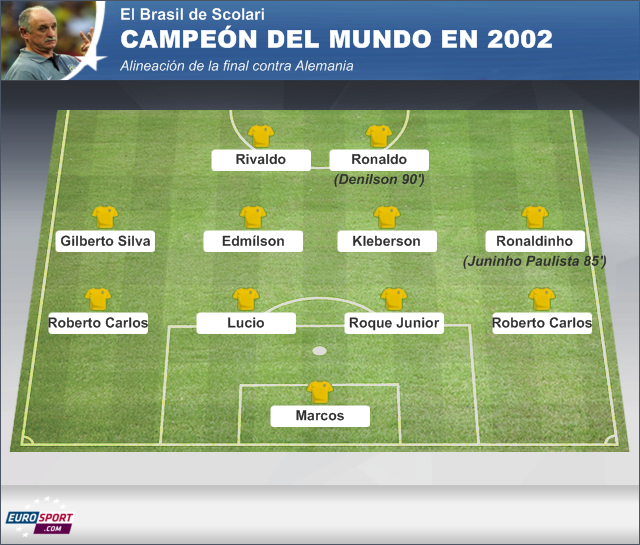 El Brasil de Scolari
CAMPEÓN DEL MUNDO EN 2002
Alineación de la final contra Alemania
Rivaldo
Ronaldo
(Denilson 90')
Gilberto Silva
Edmílson
Kleberson
Ronaldinho
(Juninho Paulista 85')
Roberto Carlos
Lucio
Roque Junior
Roberto Carlos
Marcos
EUROSPORT
.COM